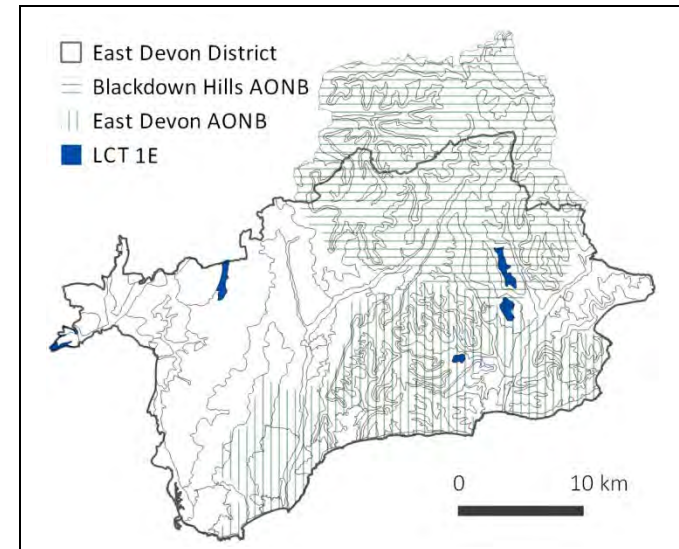 East Devon District
Blackdown Hills AONB
East Devon AONB
LCT 1E
0 10 km